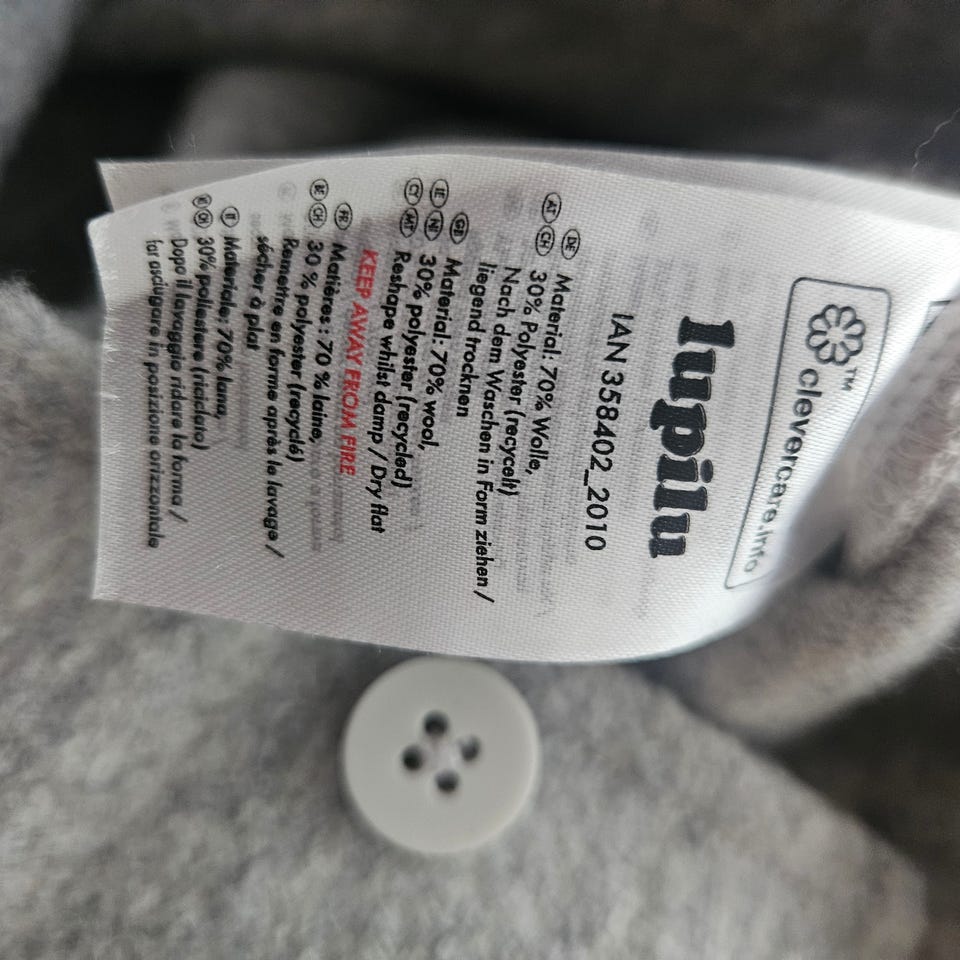 clevercare.info
lupilu
IAN 358402_2010
DE Material: 70% Wolle,
AT CH 30% Polyester (recycelt)
Nach dem Waschen in Form ziehen /
liegend trocknen
GB Material: 70% wool,
IE NI 30% polyester (recycled)
CY MT Reshape whilst damp / Dry flat
KEEP AWAY FROM FIRE
FR Matières : 70 % laine,
BE CH 30 % polyester (recyclé)
Remettre en forme après le lavage /
sécher à plat
IT Materiale: 70% lana,
CH 30% poliestere (riciclato)
Dopo il lavaggio ridare la forma /
far asciugare in posizione orizzontale